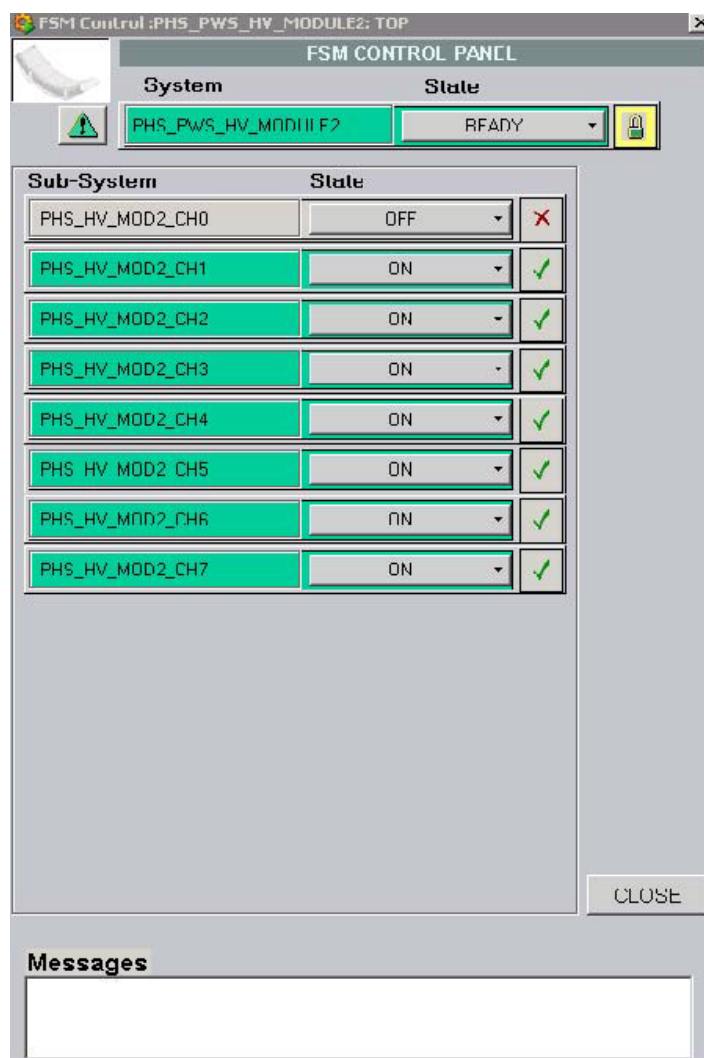 FSM Control :PHS_PWS_HV_MODULE2: TOP
FSM CONTROL PANEL
System State
PHS_PWS_HV_MODULE2 READY
Sub-System State
PHS_HV_MOD2_CH0 OFF
PHS_HV_MOD2_CH1 ON
PHS_HV_MOD2_CH2 ON
PHS_HV_MOD2_CH3 ON
PHS_HV_MOD2_CH4 ON
PHS_HV_MOD2_CH5 ON
PHS_HV_MOD2_CH6 ON
PHS_HV_MOD2_CH7 ON
CLOSE
Messages